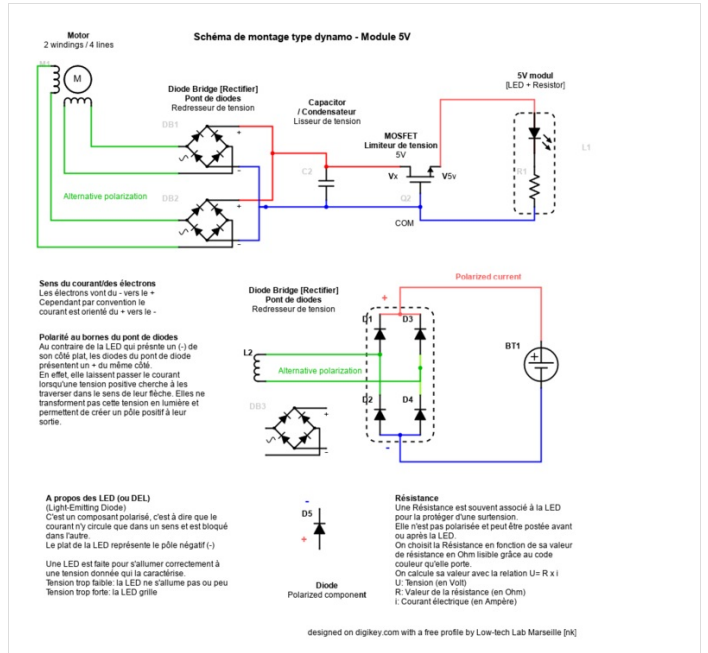 Schéma de montage type dynamo - Module 5V
Motor
2 windings / 4 lines
M1
M
Diode Bridge [Rectifier]
Pont de diodes
Redresseur de tension
DB1
+
-
Capacitor
/ Condensateur
Lisseur de tension
C2
MOSFET
Limiteur de tension
5V
Vx
V5v
Q2
COM
5V modul
[LED + Resistor]
L1
R1
Alternative polarization
DB2
+
-
Sens du courant/des électrons
Les électrons vont du - vers le +
Cependant par convention le
courant est orienté du + vers le -
Polarité au bornes du pont de diodes
Au contraire de la LED qui présnte un (-) de
son côté plat, les diodes du pont de diode
présentent un + du même côté.
En effet, elle laissent passer le courant
lorsqu'une tension positive cherche à les
traverser dans le sens de leur flèche. Elles ne
transforment pas cette tension en lumière et
permettent de créer un pôle positif à leur
sortie.
Diode Bridge [Rectifier]
Pont de diodes
Redresseur de tension
Polarized current
+
D1
D3
L2
Alternative polarization
D2
D4
-
BT1
+
DB3
+
-
A propos des LED (ou DEL)
(Light-Emitting Diode)
C'est un composant polarisé, c'est à dire que le
courant n'y circule que dans un sens et est bloqué
dans l'autre.
Le plat de la LED représente le pôle négatif (-)
Une LED est faite pour s'allumer correctement à
une tension donnée qui la caractérise.
Tension trop faible: la LED ne s'allume pas ou peu
Tension trop forte: la LED grille
-
D5
+
Diode
Polarized component
Résistance
Une Résistance est souvent associé à la LED
pour la protéger d'une surtension.
Elle n'est pas polarisée et peut être postée avant
ou après la LED.
On choisit la Résistance en fonction de sa valeur
de résistance en Ohm lisible grâce au code
couleur qu'elle porte.
On calcule sa valeur avec la relation U= R x i
U: Tension (en Volt)
R: Valeur de la résistance (en Ohm)
i: Courant électrique (en Ampère)
designed on digikey.com with a free profile by Low-tech Lab Marseille [nk]